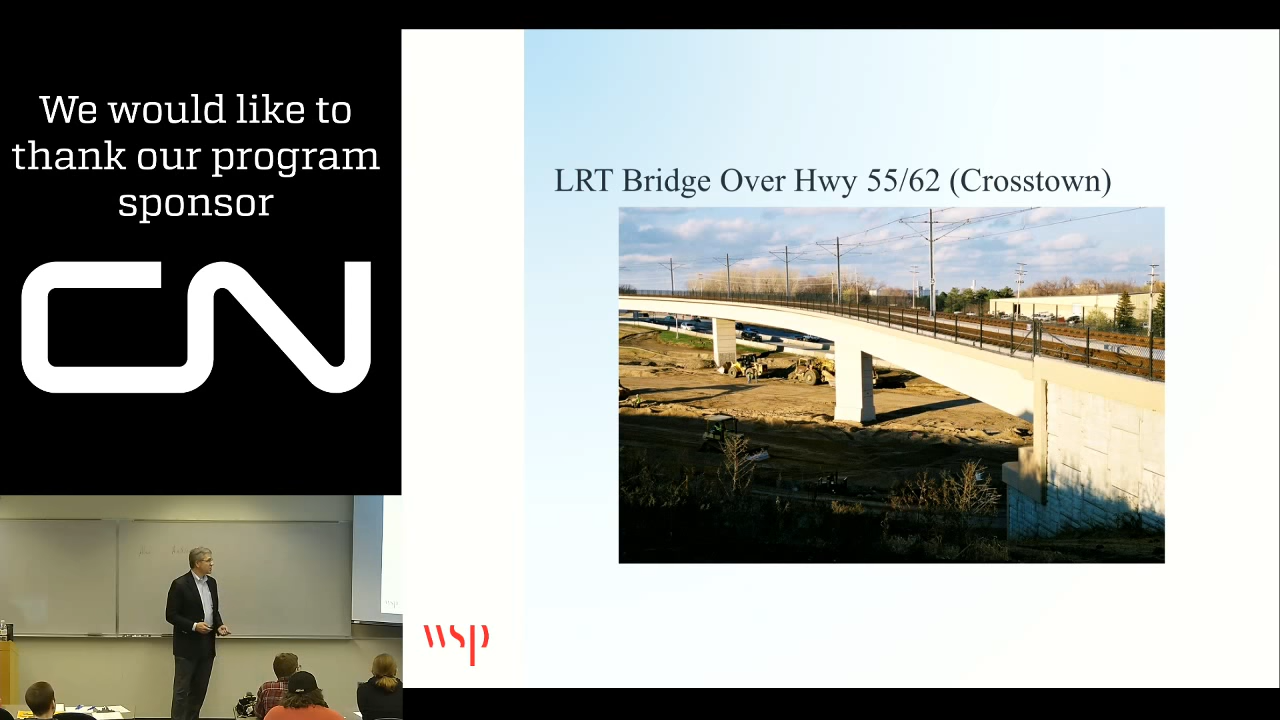 We would like to
thank our program
sponsor
CN
LRT Bridge Over Hwy 55/62 (Crosstown)
wsp